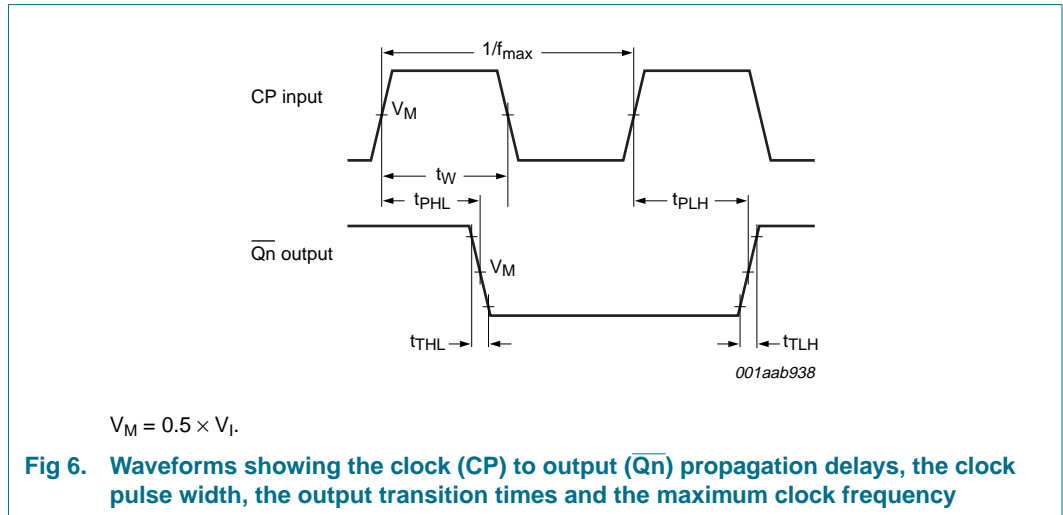 1/fmax
CP input
VM
tW
tPHL
tPLH
Q̅n̅ output
VM
tTHL
tTLH
001aab938
VM = 0.5 × VI.
Fig 6. Waveforms showing the clock (CP) to output (Q̅n̅) propagation delays, the clock
pulse width, the output transition times and the maximum clock frequency